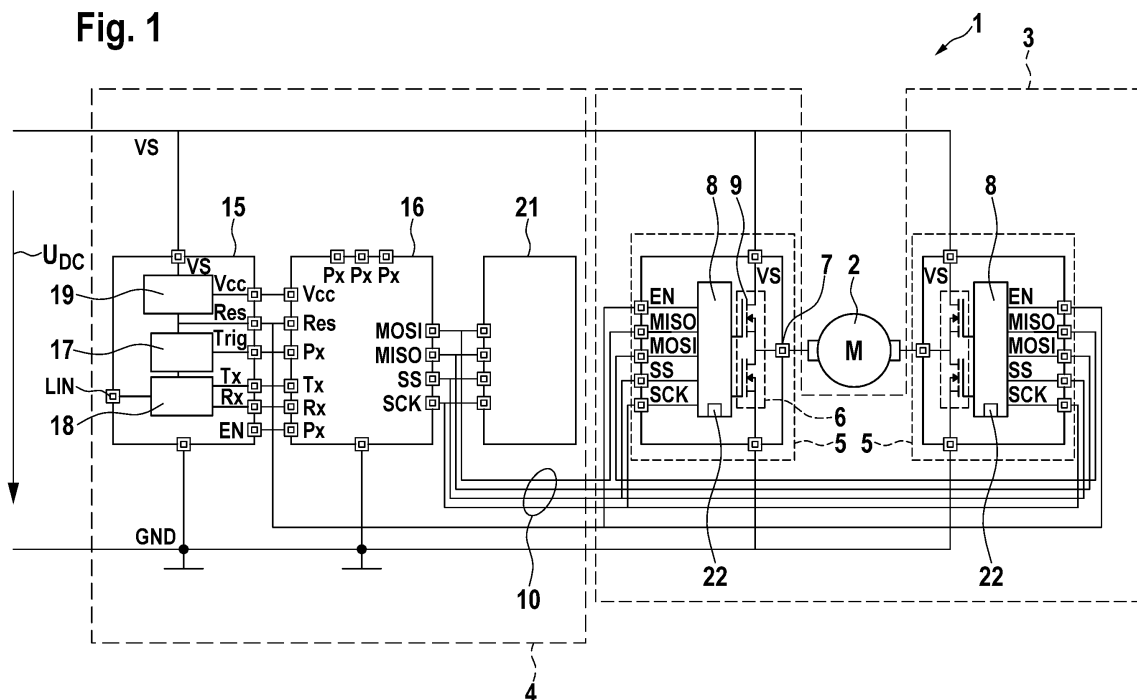 Fig. 1
1
3
VS
U_DC
15
16
21
8
9
7
2
8
VS
19
Vcc
Px Px Px
Vcc
Res
Res
17
Trig
Px
MOSI
MISO
LIN
Tx
Tx
SS
18
Rx
Rx
SCK
EN
Px
EN
MISO
MOSI
SS
SCK
VS
M
VS
EN
MISO
MOSI
SS
SCK
6
5
5
GND
10
22
22
4